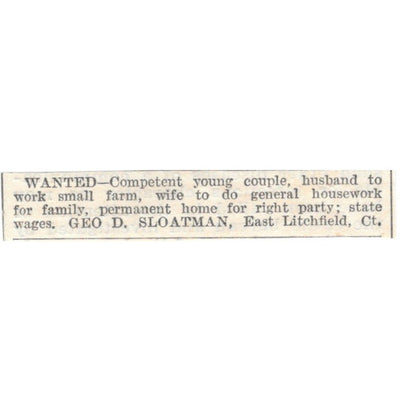 WANTED—Competent young couple, husband to
work small farm, wife to do general housework
for family, permanent home for right party; state
wages. GEO D. SLOATMAN, East Litchfield, Ct.